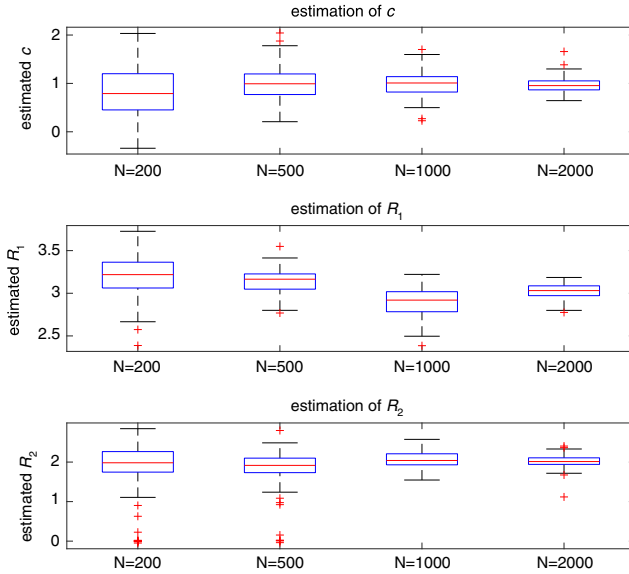 estimation of c
estimated c
2
1
0
N=200 N=500 N=1000 N=2000
estimation of R₁
estimated R₁
3.5
3
2.5
N=200 N=500 N=1000 N=2000
estimation of R₂
estimated R₂
2
1
0
N=200 N=500 N=1000 N=2000